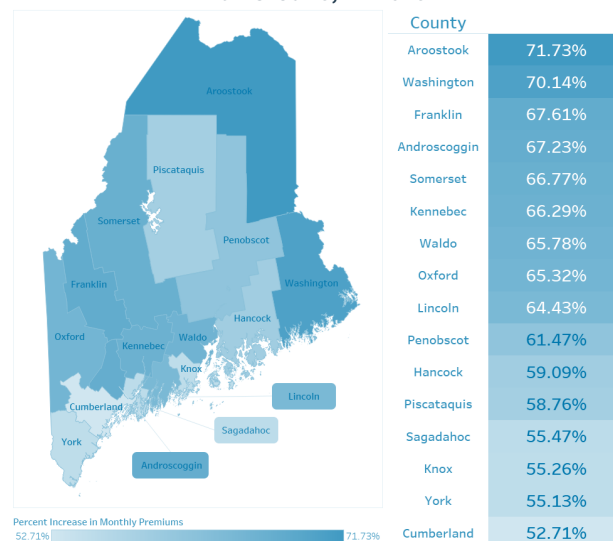 County
Aroostook 71.73%
Washington 70.14%
Franklin 67.61%
Androscoggin 67.23%
Somerset 66.77%
Kennebec 66.29%
Waldo 65.78%
Oxford 65.32%
Lincoln 64.43%
Penobscot 61.47%
Hancock 59.09%
Piscataquis 58.76%
Sagadahoc 55.47%
Knox 55.26%
York 55.13%
Cumberland 52.71%
Aroostook
Piscataquis
Somerset
Penobscot
Franklin
Washington
Hancock
Oxford
Kennebec
Waldo
Knox
Cumberland
Lincoln
Sagadahoc
York
Androscoggin
Percent Increase in Monthly Premiums
52.71% 71.73%